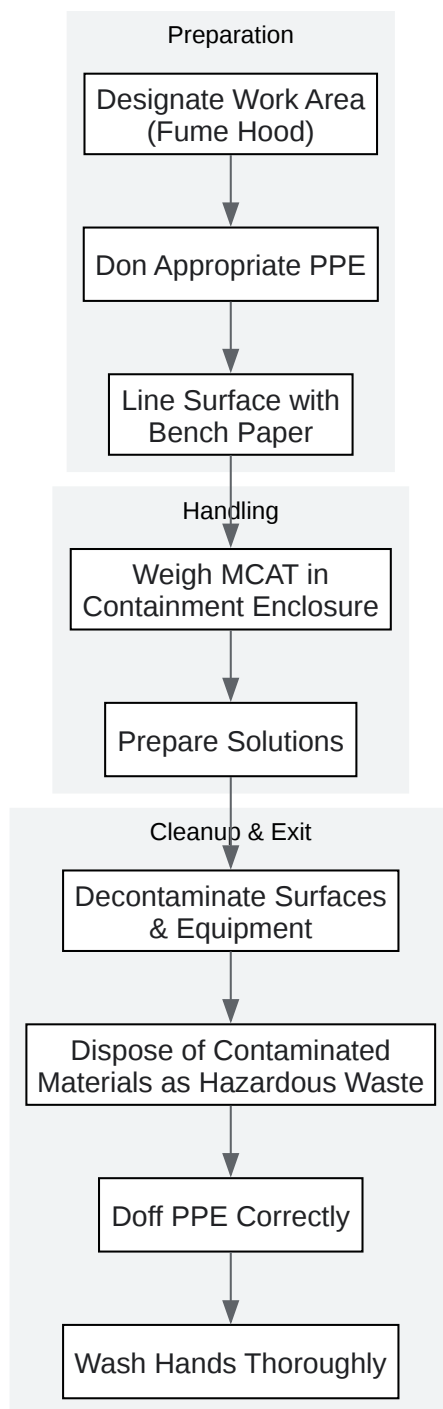 Preparation
Designate Work Area
(Fume Hood)
Don Appropriate PPE
Line Surface with
Bench Paper
Handling
Weigh MCAT in
Containment Enclosure
Prepare Solutions
Cleanup & Exit
Decontaminate Surfaces
& Equipment
Dispose of Contaminated
Materials as Hazardous Waste
Doff PPE Correctly
Wash Hands Thoroughly